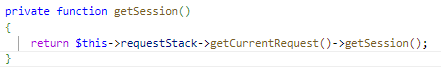 private function getSession()
{
    return $this->requestStack->getCurrentRequest()->getSession();
}